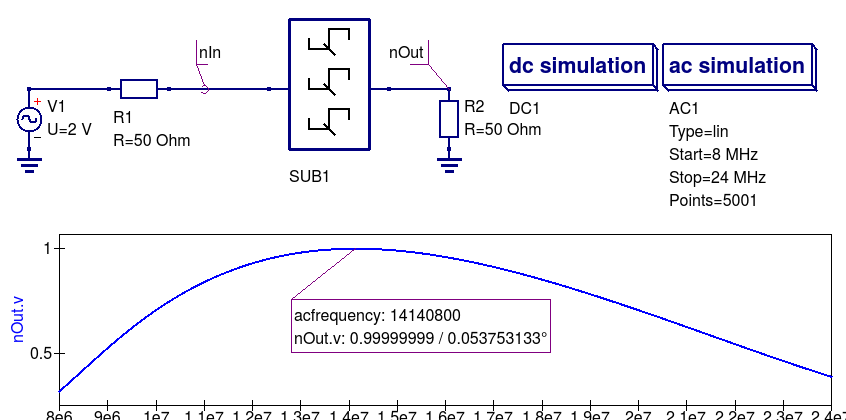 nIn
nOut
dc simulation
ac simulation
+
V1
U=2 V
−
R1
R=50 Ohm
SUB1
R2
R=50 Ohm
DC1
AC1
Type=lin
Start=8 MHz
Stop=24 MHz
Points=5001
nOut.v
1
0.5
acfrequency: 14140800
nOut.v: 0.99999999 / 0.053753133°
8e6 9e6 1e7 1.1e7 1.2e7 1.3e7 1.4e7 1.5e7 1.6e7 1.7e7 1.8e7 1.9e7 2e7 2.1e7 2.2e7 2.3e7 2.4e7